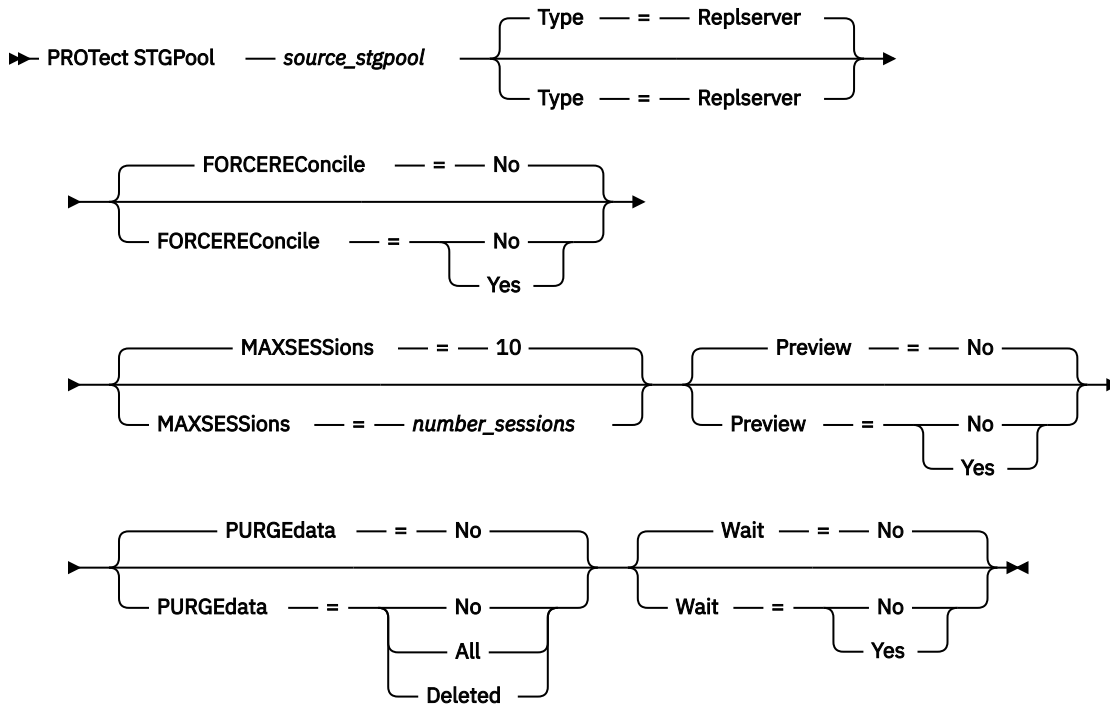 Type = Replserver
PROTect STGPool source_stgpool
Type = Replserver
FORCEREConcile = No
FORCEREConcile = No
Yes
MAXSESSions = 10 Preview = No
MAXSESSions = number_sessions Preview = No
Yes
PURGEdata = No Wait = No
PURGEdata = No Wait = No
All Yes
Deleted